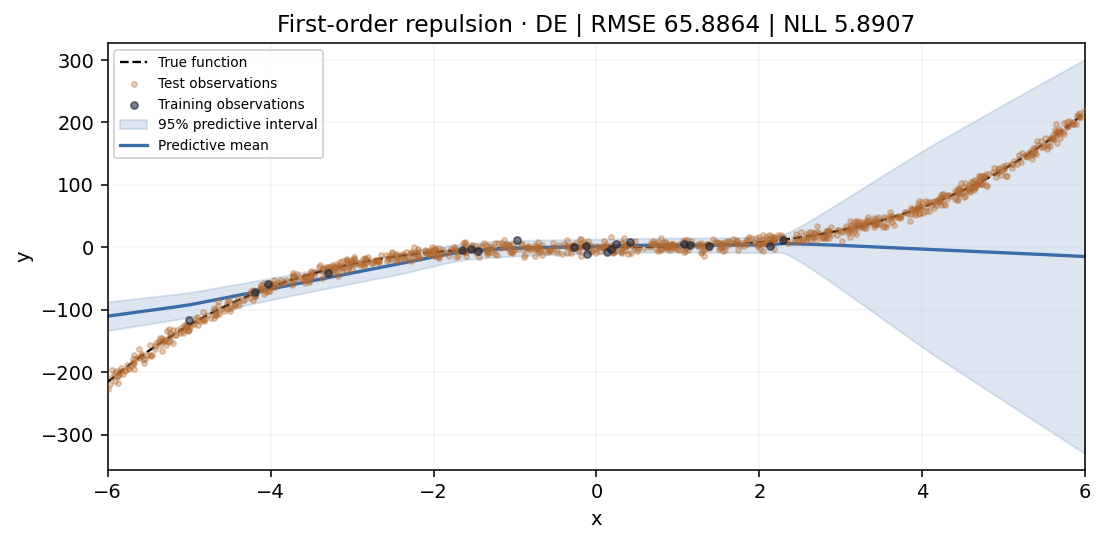 First-order repulsion · DE | RMSE 65.8864 | NLL 5.8907
True function
Test observations
Training observations
95% predictive interval
Predictive mean
300
200
100
0
−100
−200
−300
y
−6
−4
−2
0
2
4
6
x